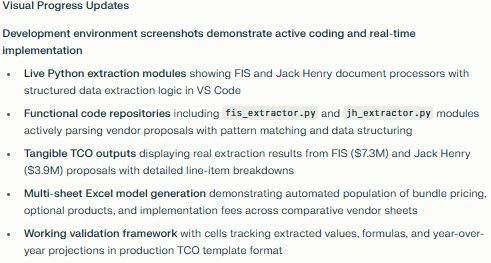 Visual Progress Updates
Development environment screenshots demonstrate active coding and real-time
implementation
• Live Python extraction modules showing FIS and Jack Henry document processors with
structured data extraction logic in VS Code
• Functional code repositories including fis_extractor.py and jh_extractor.py modules
actively parsing vendor proposals with pattern matching and data structuring
• Tangible TCO outputs displaying real extraction results from FIS ($7.3M) and Jack Henry
($3.9M) proposals with detailed line-item breakdowns
• Multi-sheet Excel model generation demonstrating automated population of bundle pricing,
optional products, and implementation fees across comparative vendor sheets
• Working validation framework with cells tracking extracted values, formulas, and year-over-
year projections in production TCO template format